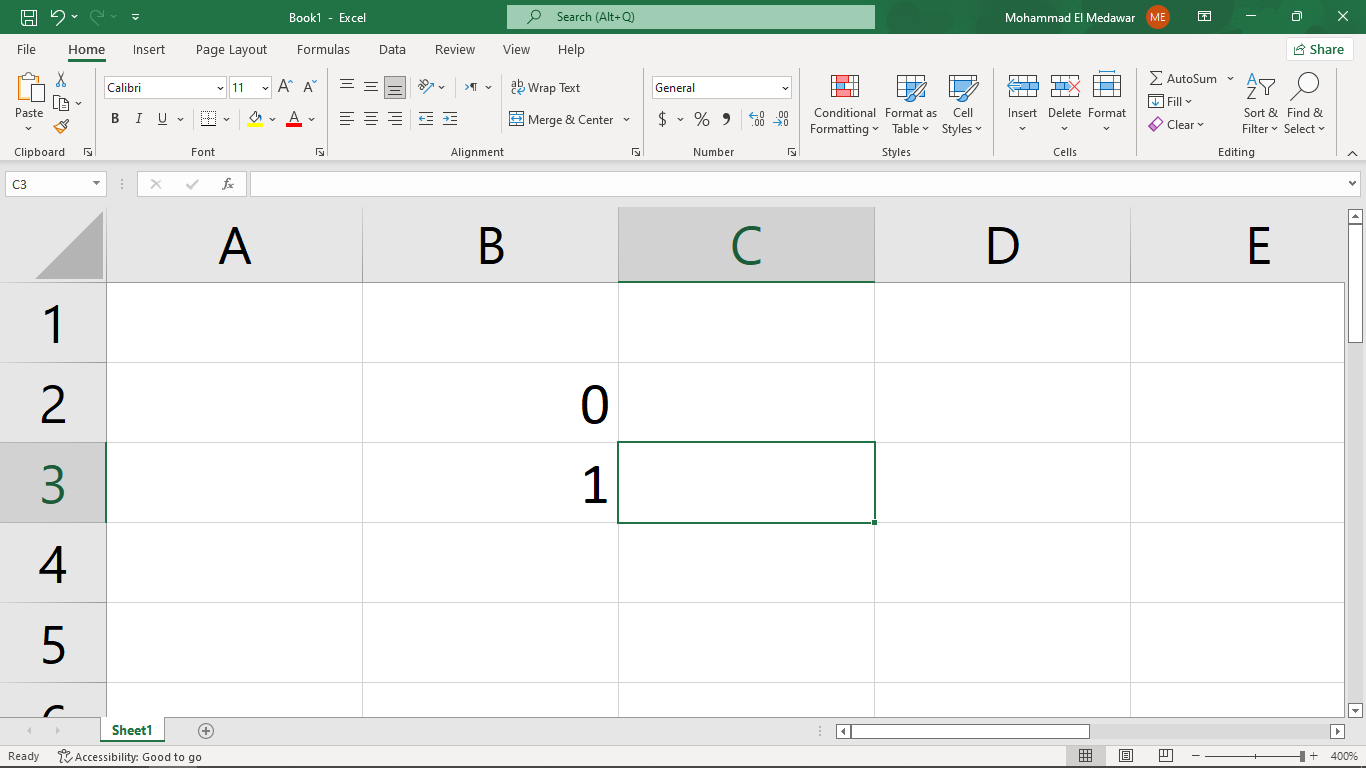 Book1 - Excel
Search (Alt+Q)
Mohammad El Medawar
ME
File Home Insert Page Layout Formulas Data Review View Help
Share
Paste
Clipboard
Calibri 11
B I U A
Font
ab Wrap Text
Merge & Center
Alignment
General
$ % 9 .00 .00
Number
Conditional Formatting
Format as Table
Cell Styles
Styles
Insert Delete Format
Cells
AutoSum
Fill
Clear
Sort & Filter
Find & Select
Editing
C3
fx
A B C D E
1
2 0
3 1
4
5
Sheet1
Ready
Accessibility: Good to go
400%